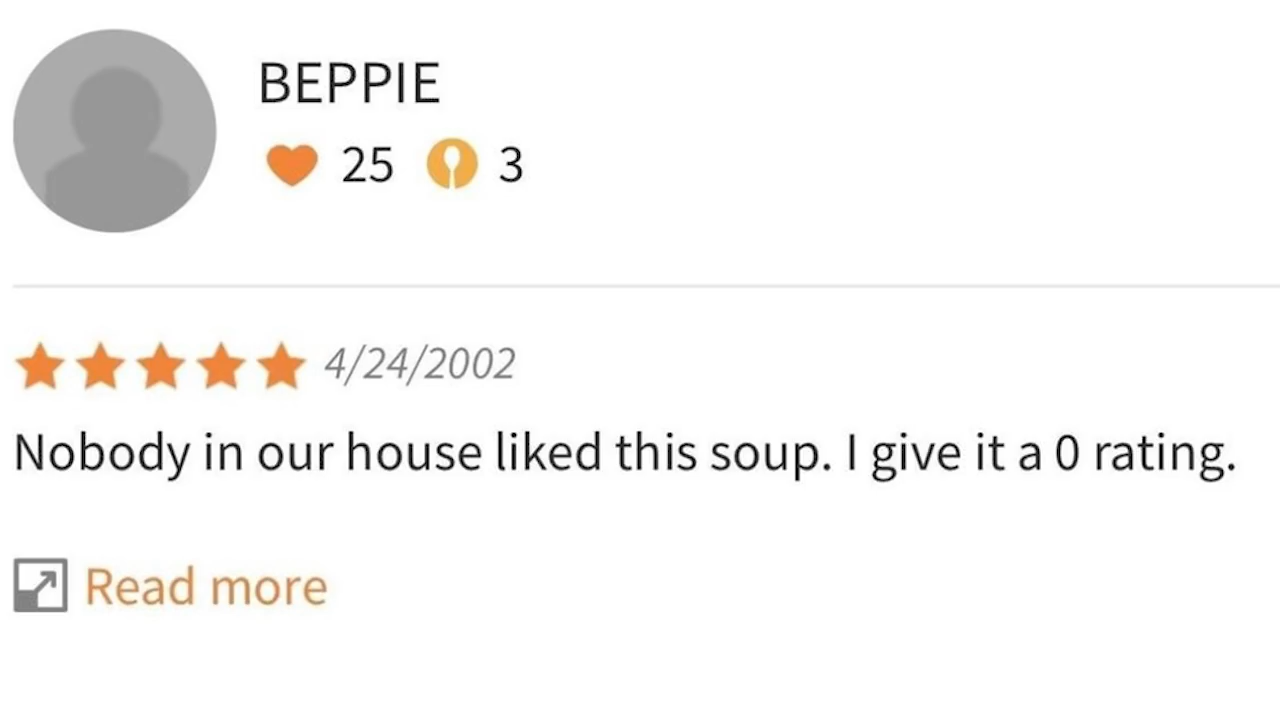 BEPPIE
25 3
4/24/2002
Nobody in our house liked this soup. I give it a 0 rating.
Read more